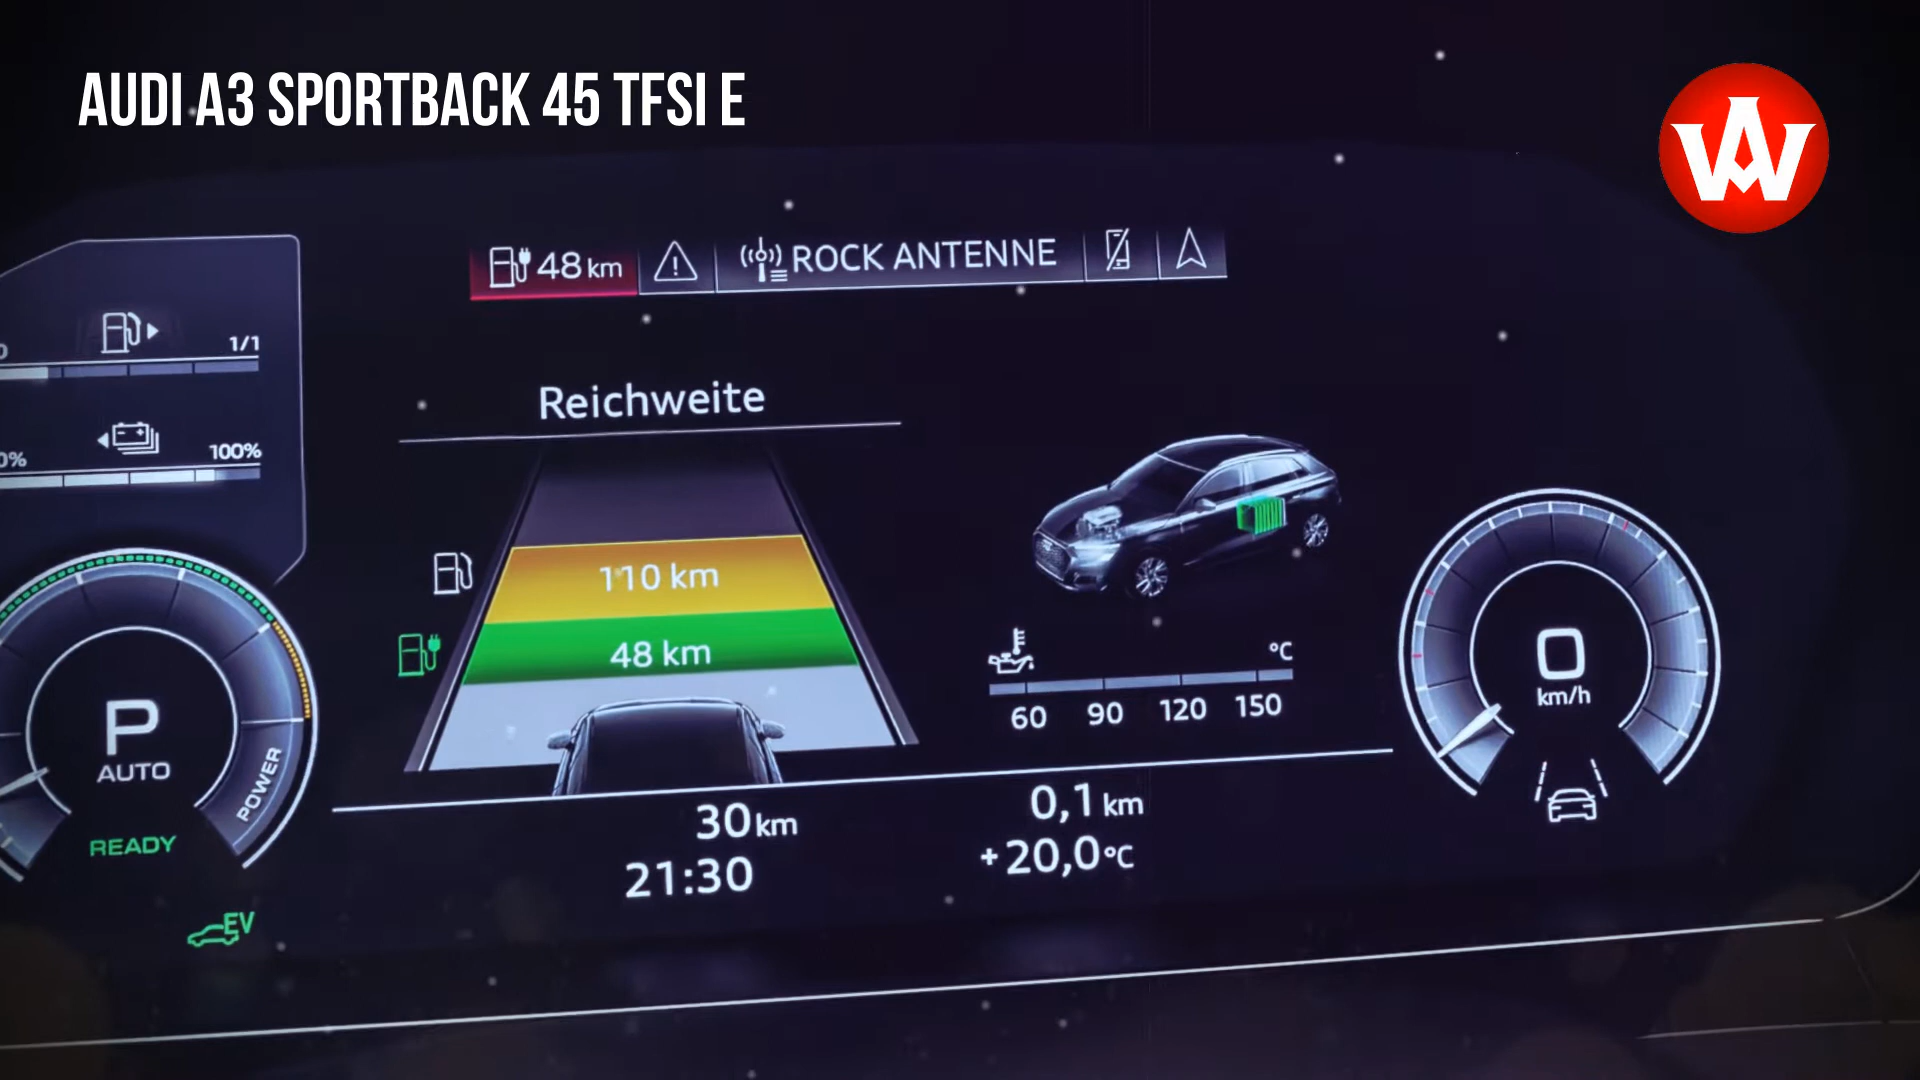 AUDI A3 SPORTBACK 45 TFSI E
48 km
ROCK ANTENNE
1/1
0%
100%
Reichweite
110 km
48 km
°C
60 90 120 150
0
km/h
P
AUTO
POWER
READY
EV
30 km
0,1 km
21:30
+20,0 °C